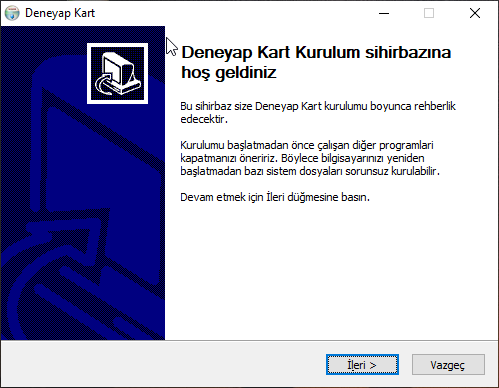 Deneyap Kart
Deneyap Kart Kurulum sihirbazına
hoş geldiniz
Bu sihirbaz size Deneyap Kart kurulumu boyunca rehberlik
edecektir.
Kurulumu başlatmadan önce çalışan diğer programlari
kapatmanızı öneririz. Böylece bilgisayarınızı yeniden
başlatmadan bazı sistem dosyaları sorunsuz kurulabilir.
Devam etmek için İleri düğmesine basın.
İleri >
Vazgeç